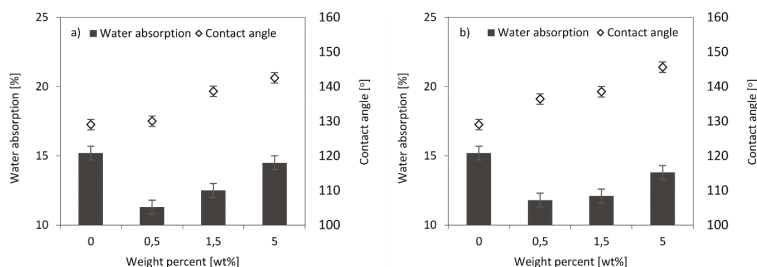 a) Water absorption Contact angle
25
20
15
10
Water absorption [%]
160
150
140
130
120
110
100
Contact angle [°]
0 0,5 1,5 5
Weight percent [wt%]
b) Water absorption Contact angle
25
20
15
10
Water absorption [%]
160
150
140
130
120
110
100
Contact angle [°]
0 0,5 1,5 5
Weight percent [wt%]